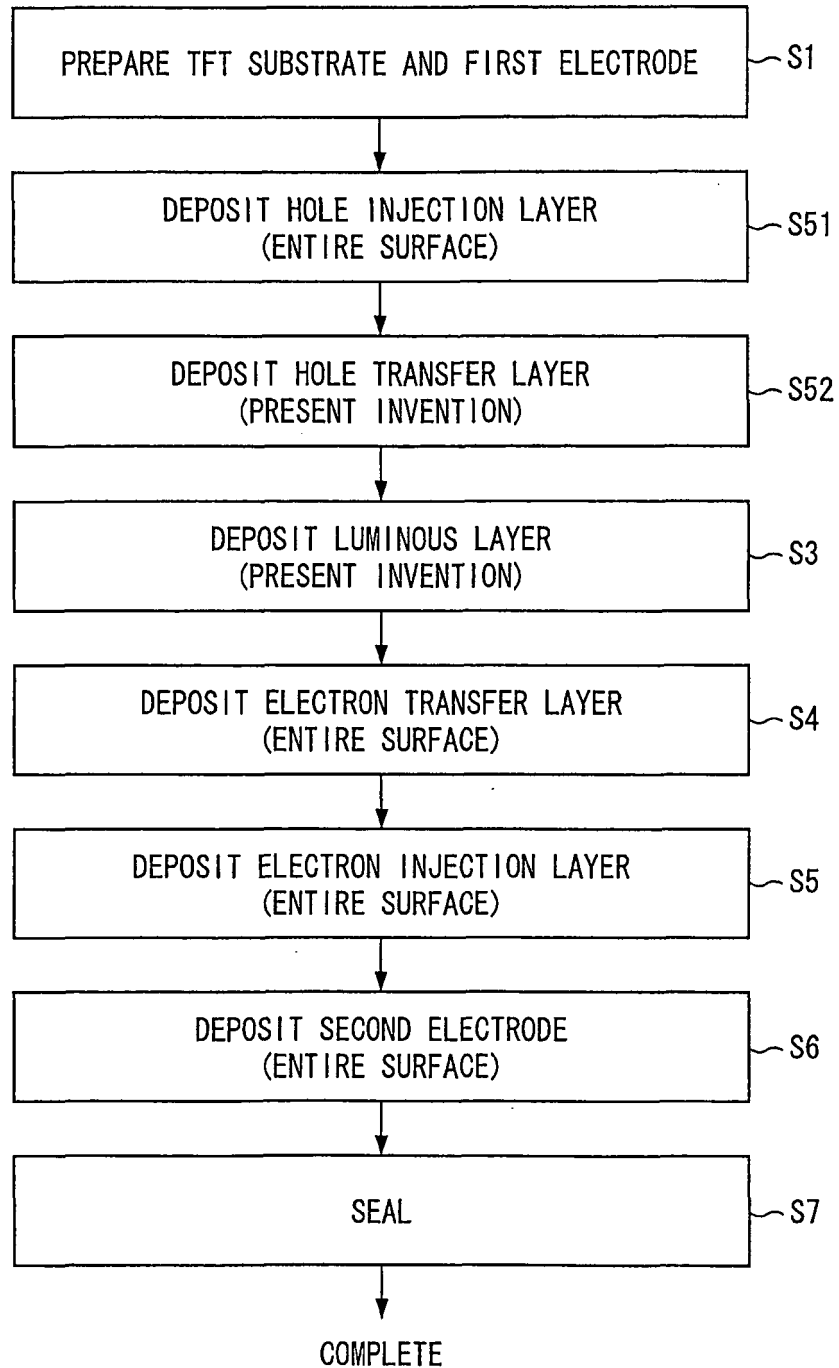 PREPARE TFT SUBSTRATE AND FIRST ELECTRODE
S1
DEPOSIT HOLE INJECTION LAYER
(ENTIRE SURFACE)
S51
DEPOSIT HOLE TRANSFER LAYER
(PRESENT INVENTION)
S52
DEPOSIT LUMINOUS LAYER
(PRESENT INVENTION)
S3
DEPOSIT ELECTRON TRANSFER LAYER
(ENTIRE SURFACE)
S4
DEPOSIT ELECTRON INJECTION LAYER
(ENTIRE SURFACE)
S5
DEPOSIT SECOND ELECTRODE
(ENTIRE SURFACE)
S6
SEAL
S7
COMPLETE